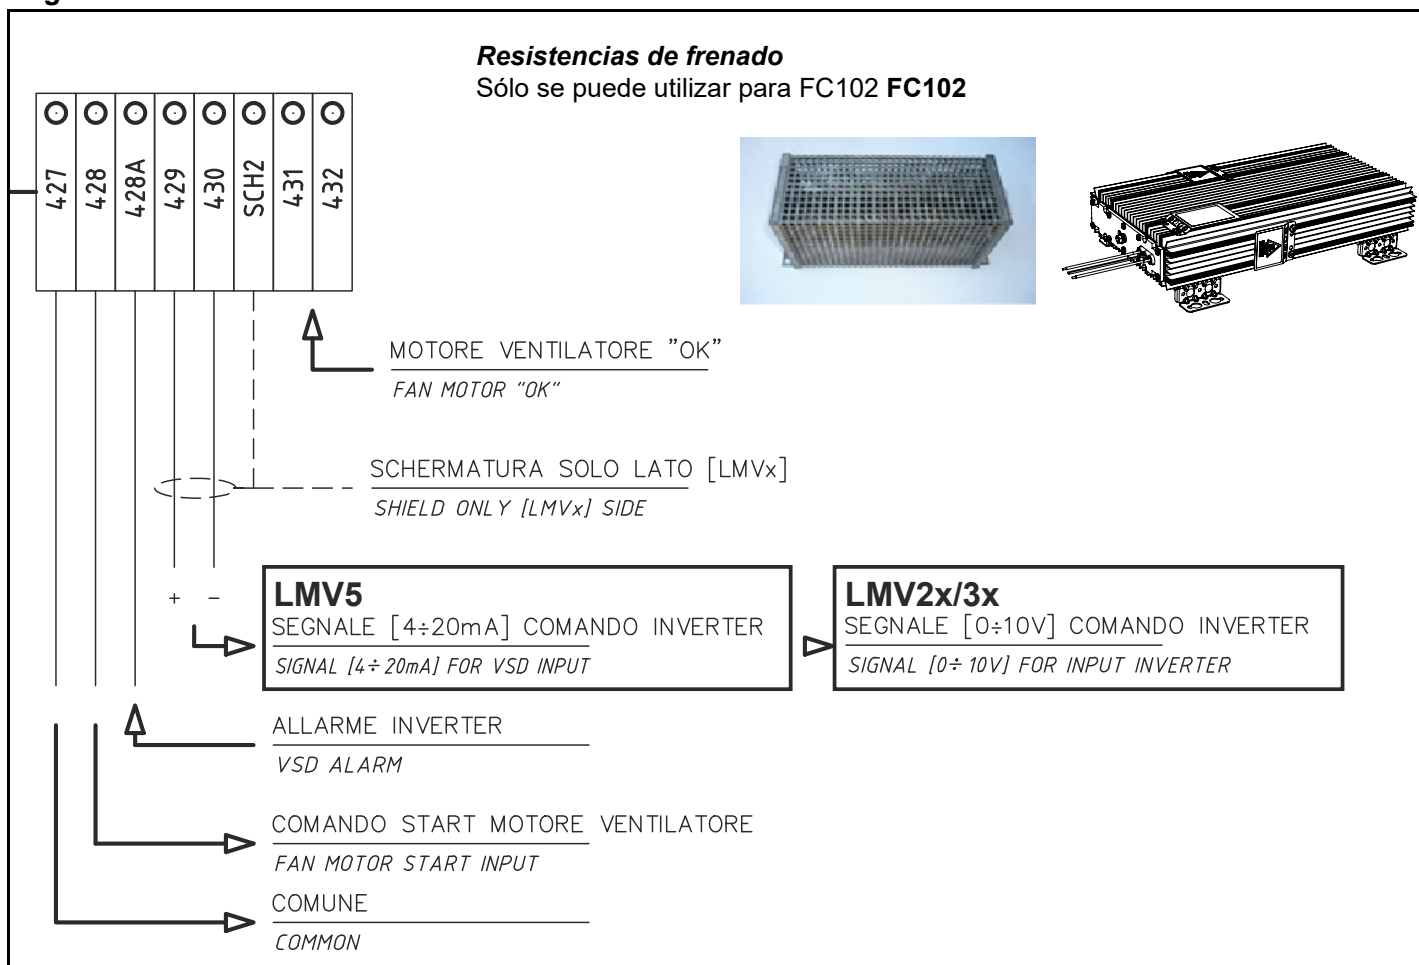 Resistencias de frenado
Sólo se puede utilizar para FC102 FC102
427
428
428A
429
430
SCH2
431
432
MOTORE VENTILATORE "OK"
FAN MOTOR "OK"
SCHERMATURA SOLO LATO [LMVx]
SHIELD ONLY [LMVx] SIDE
+ −
LMV5
SEGNALE [4÷20mA] COMANDO INVERTER
SIGNAL [4÷20mA] FOR VSD INPUT
LMV2x/3x
SEGNALE [0÷10V] COMANDO INVERTER
SIGNAL [0÷10V] FOR INPUT INVERTER
ALLARME INVERTER
VSD ALARM
COMANDO START MOTORE VENTILATORE
FAN MOTOR START INPUT
COMUNE
COMMON